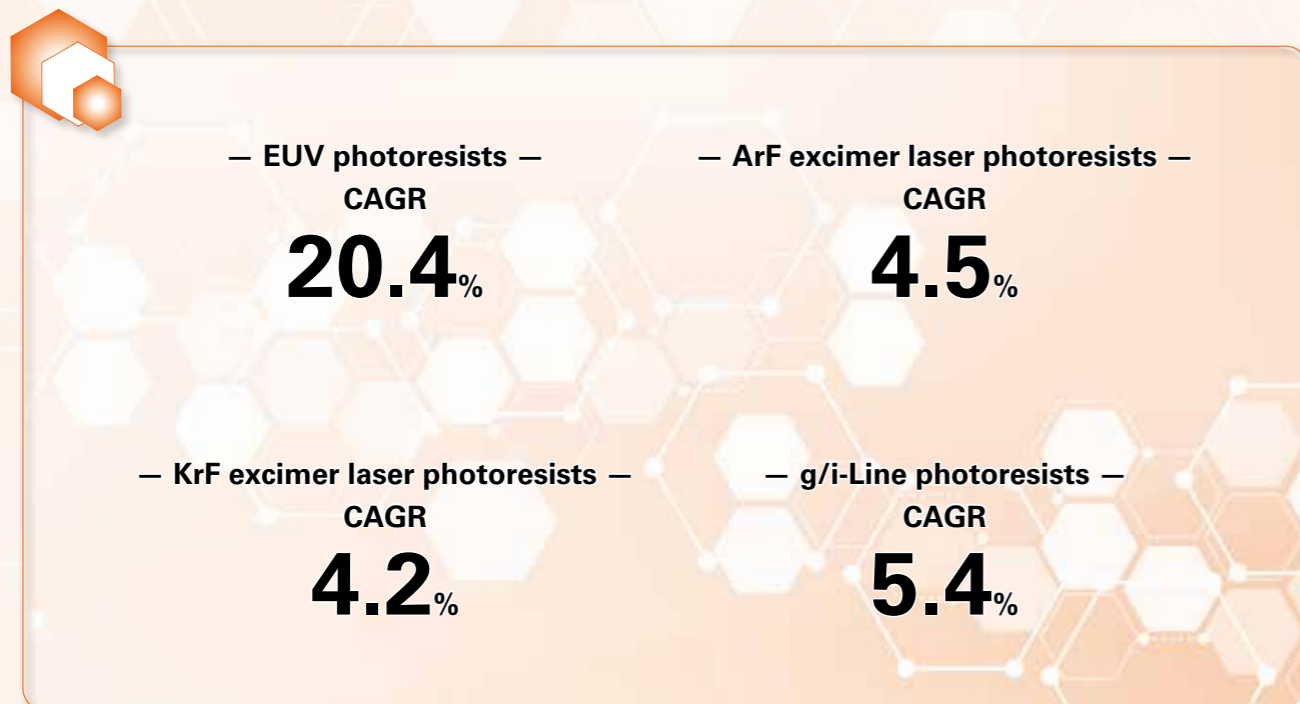 — EUV photoresists —
CAGR
20.4%
— ArF excimer laser photoresists —
CAGR
4.5%
— KrF excimer laser photoresists —
CAGR
4.2%
— g/i-Line photoresists —
CAGR
5.4%